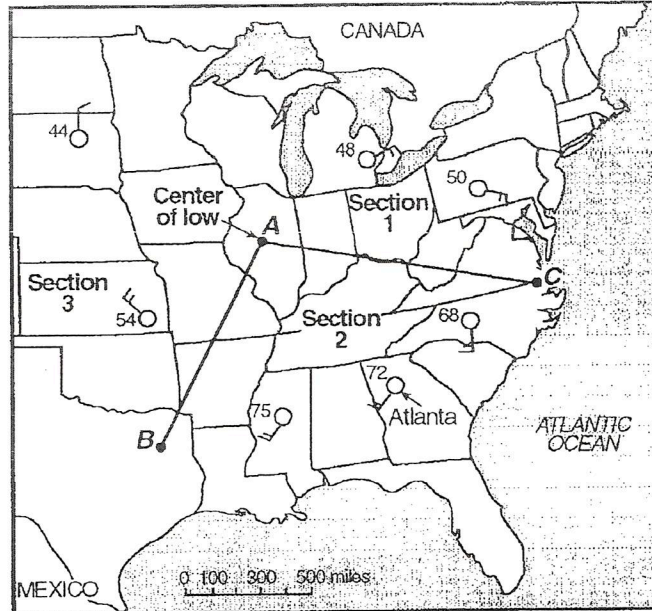 CANADA
44
48
50
Center
of low
A
Section
1
C
Section
3
54
Section
2
68
72
75
Atlanta
B
ATLANTIC
OCEAN
0 100 300 500 miles
MEXICO